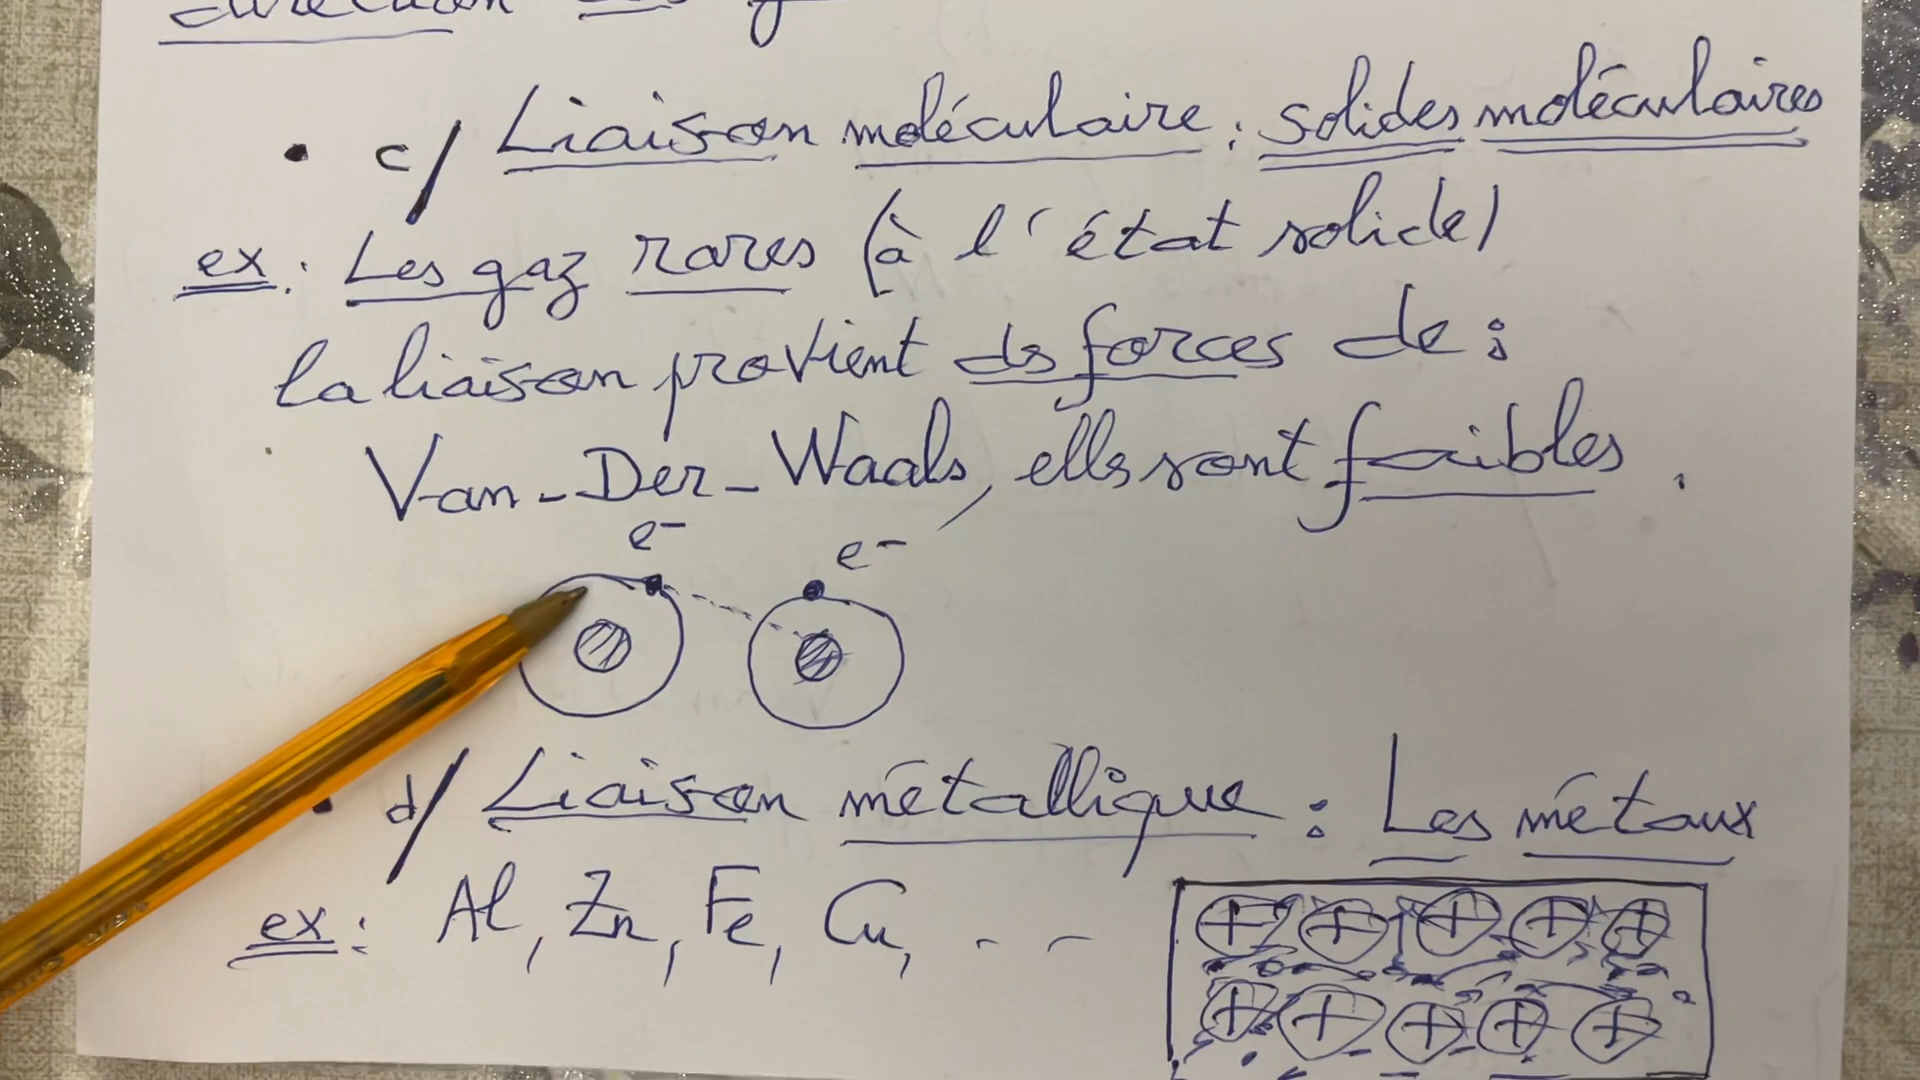 • c/ Liaison moléculaire : solides moléculaires
ex : Les gaz rares (à l'état solide)
la liaison provient des forces de :
Van-Der-Waals, elles sont faibles.
e- e-
• d/ Liaison métallique : Les métaux
ex : Al, Zn, Fe, Cu, - -
+ + + + +
+ + + + +